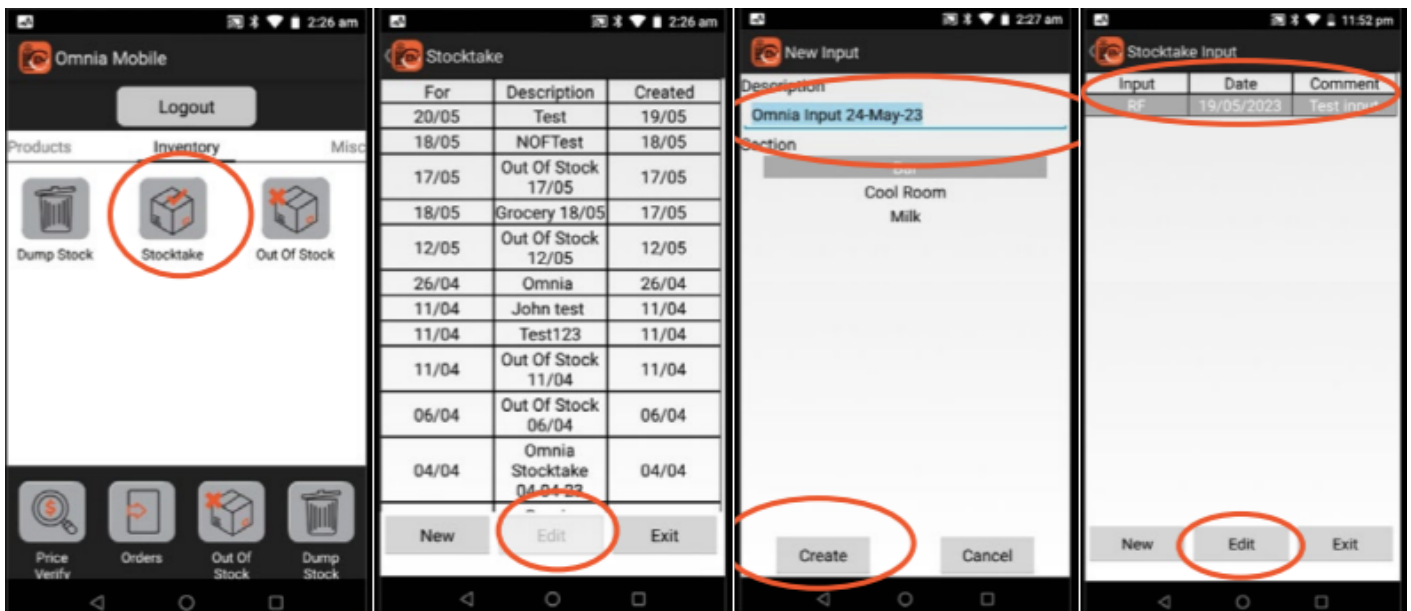 2:26 am
Omnia Mobile
Logout
Products Inventory Misc
Dump Stock Stocktake Out Of Stock
Price Verify Orders Out Of Stock Dump Stock
2:26 am
Stocktake
For Description Created
20/05 Test 19/05
18/05 NOFTest 18/05
17/05 Out Of Stock 17/05 17/05
18/05 Grocery 18/05 17/05
12/05 Out Of Stock 12/05 12/05
26/04 Omnia 26/04
11/04 John test 11/04
11/04 Test123 11/04
11/04 Out Of Stock 11/04 11/04
06/04 Out Of Stock 06/04 06/04
04/04 Omnia Stocktake 04-04-23 04/04
New Edit Exit
2:27 am
New Input
Description
Omnia Input 24-May-23
Section
Bar
Cool Room
Milk
Create Cancel
11:52 pm
Stocktake Input
Input Date Comment
RF 19/05/2023 Test input
New Edit Exit